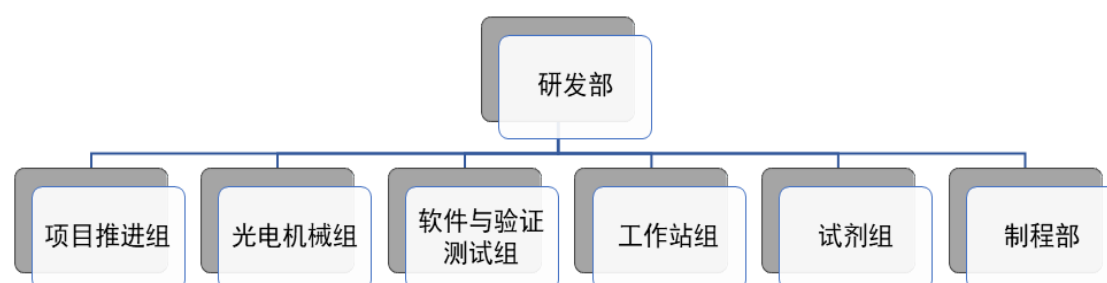 研发部
项目推进组
光电机械组
软件与验证
测试组
工作站组
试剂组
制程部